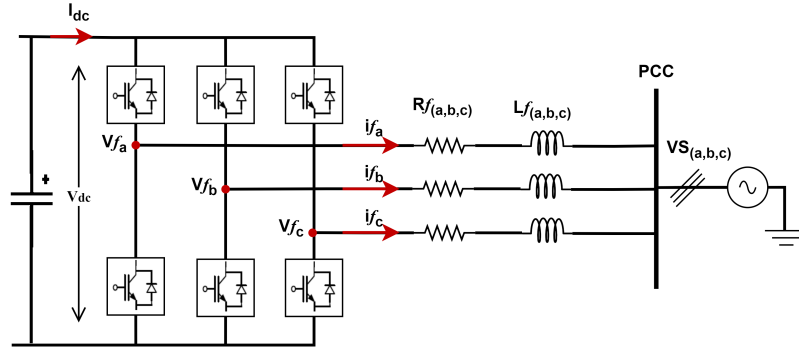 Idc
PCC
Rf(a,b,c)
Lf(a,b,c)
Vfa
ifa
VS(a,b,c)
Vdc
+
Vfb
ifb
Vfc
ifc